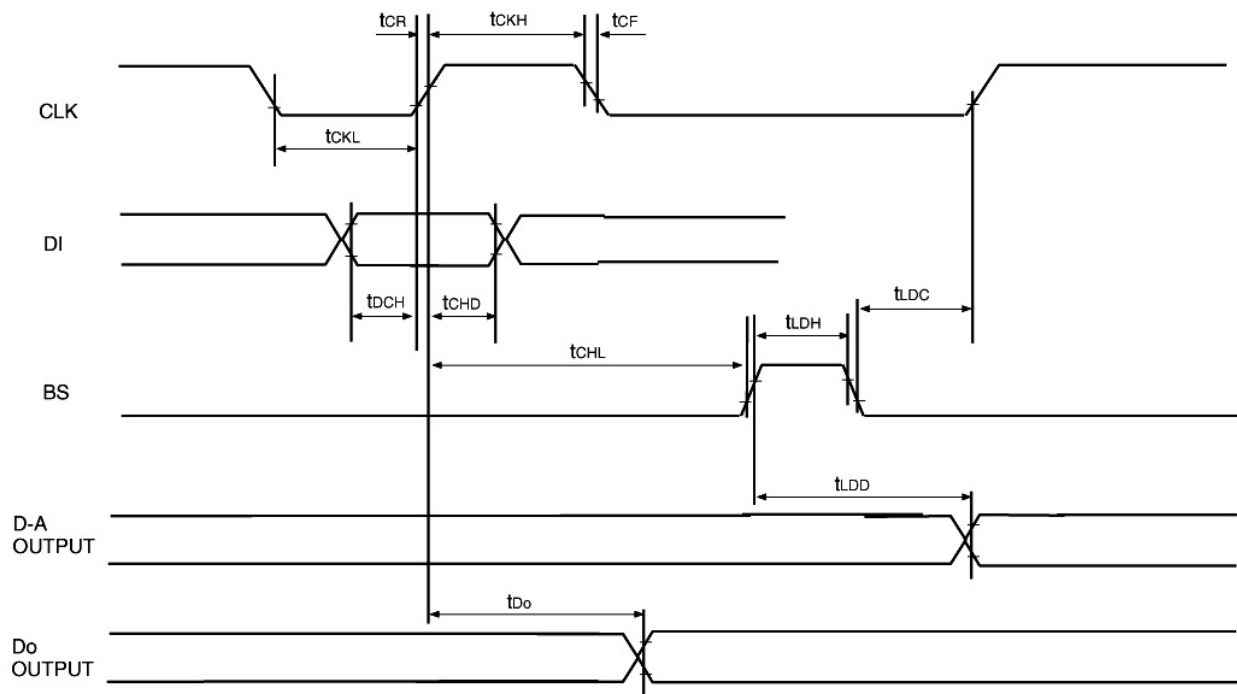 tCR
tCKH
tCF
CLK
tCKL
DI
tDCH
tCHD
tLDC
tLDH
tCHL
BS
tLDD
D-A
OUTPUT
tDo
Do
OUTPUT